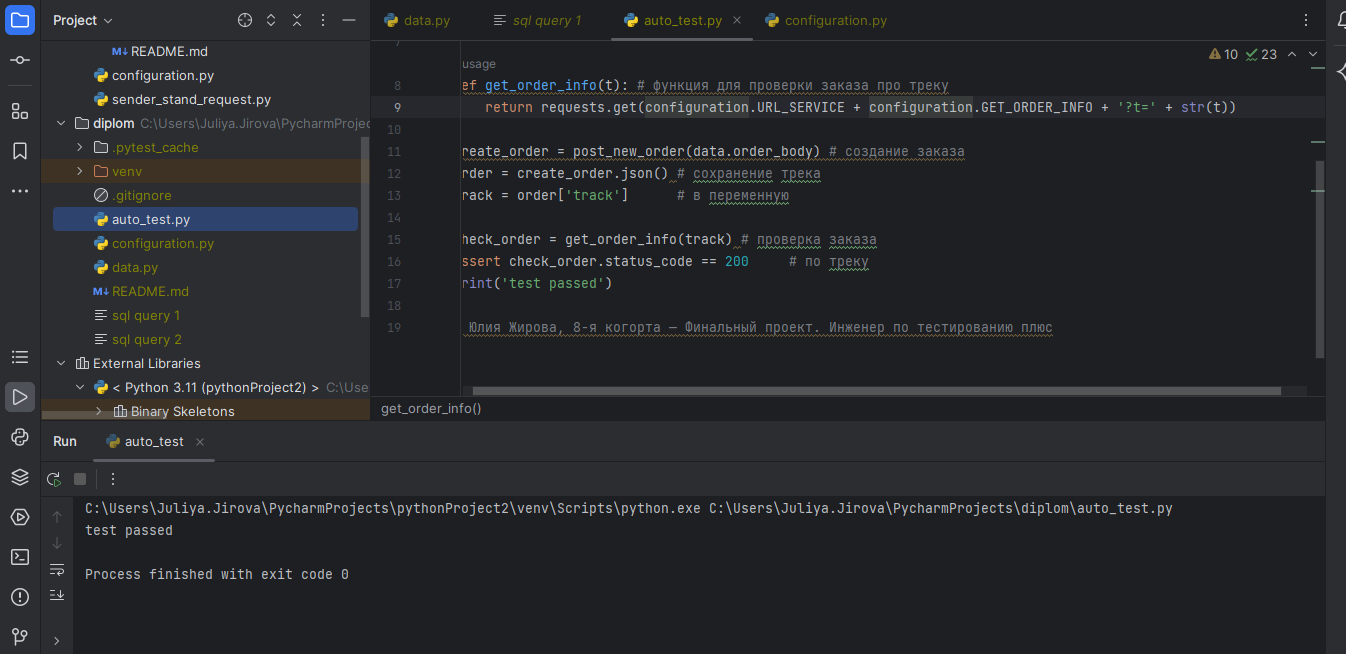 Project
README.md
configuration.py
sender_stand_request.py
diplom C:\Users\Juliya.Jirova\PycharmProjec
.pytest_cache
venv
.gitignore
auto_test.py
configuration.py
data.py
README.md
sql query 1
sql query 2
External Libraries
< Python 3.11 (pythonProject2) > C:\Use
Binary Skeletons
data.py sql query 1 auto_test.py configuration.py
10 23
7
usage
8 ef get_order_info(t): # функция для проверки заказа про треку
9 return requests.get(configuration.URL_SERVICE + configuration.GET_ORDER_INFO + '?t=' + str(t))
10
11 reate_order = post_new_order(data.order_body) # создание заказа
12 rder = create_order.json() # сохранение трека
13 rack = order['track'] # в переменную
14
15 heck_order = get_order_info(track) # проверка заказа
16 ssert check_order.status_code == 200 # по треку
17 rint('test passed')
18
19 Юлия Жирова, 8-я когорта — Финальный проект. Инженер по тестированию плюс
get_order_info()
Run auto_test
C:\Users\Juliya.Jirova\PycharmProjects\pythonProject2\venv\Scripts\python.exe C:\Users\Juliya.Jirova\PycharmProjects\diplom\auto_test.py
test passed
Process finished with exit code 0